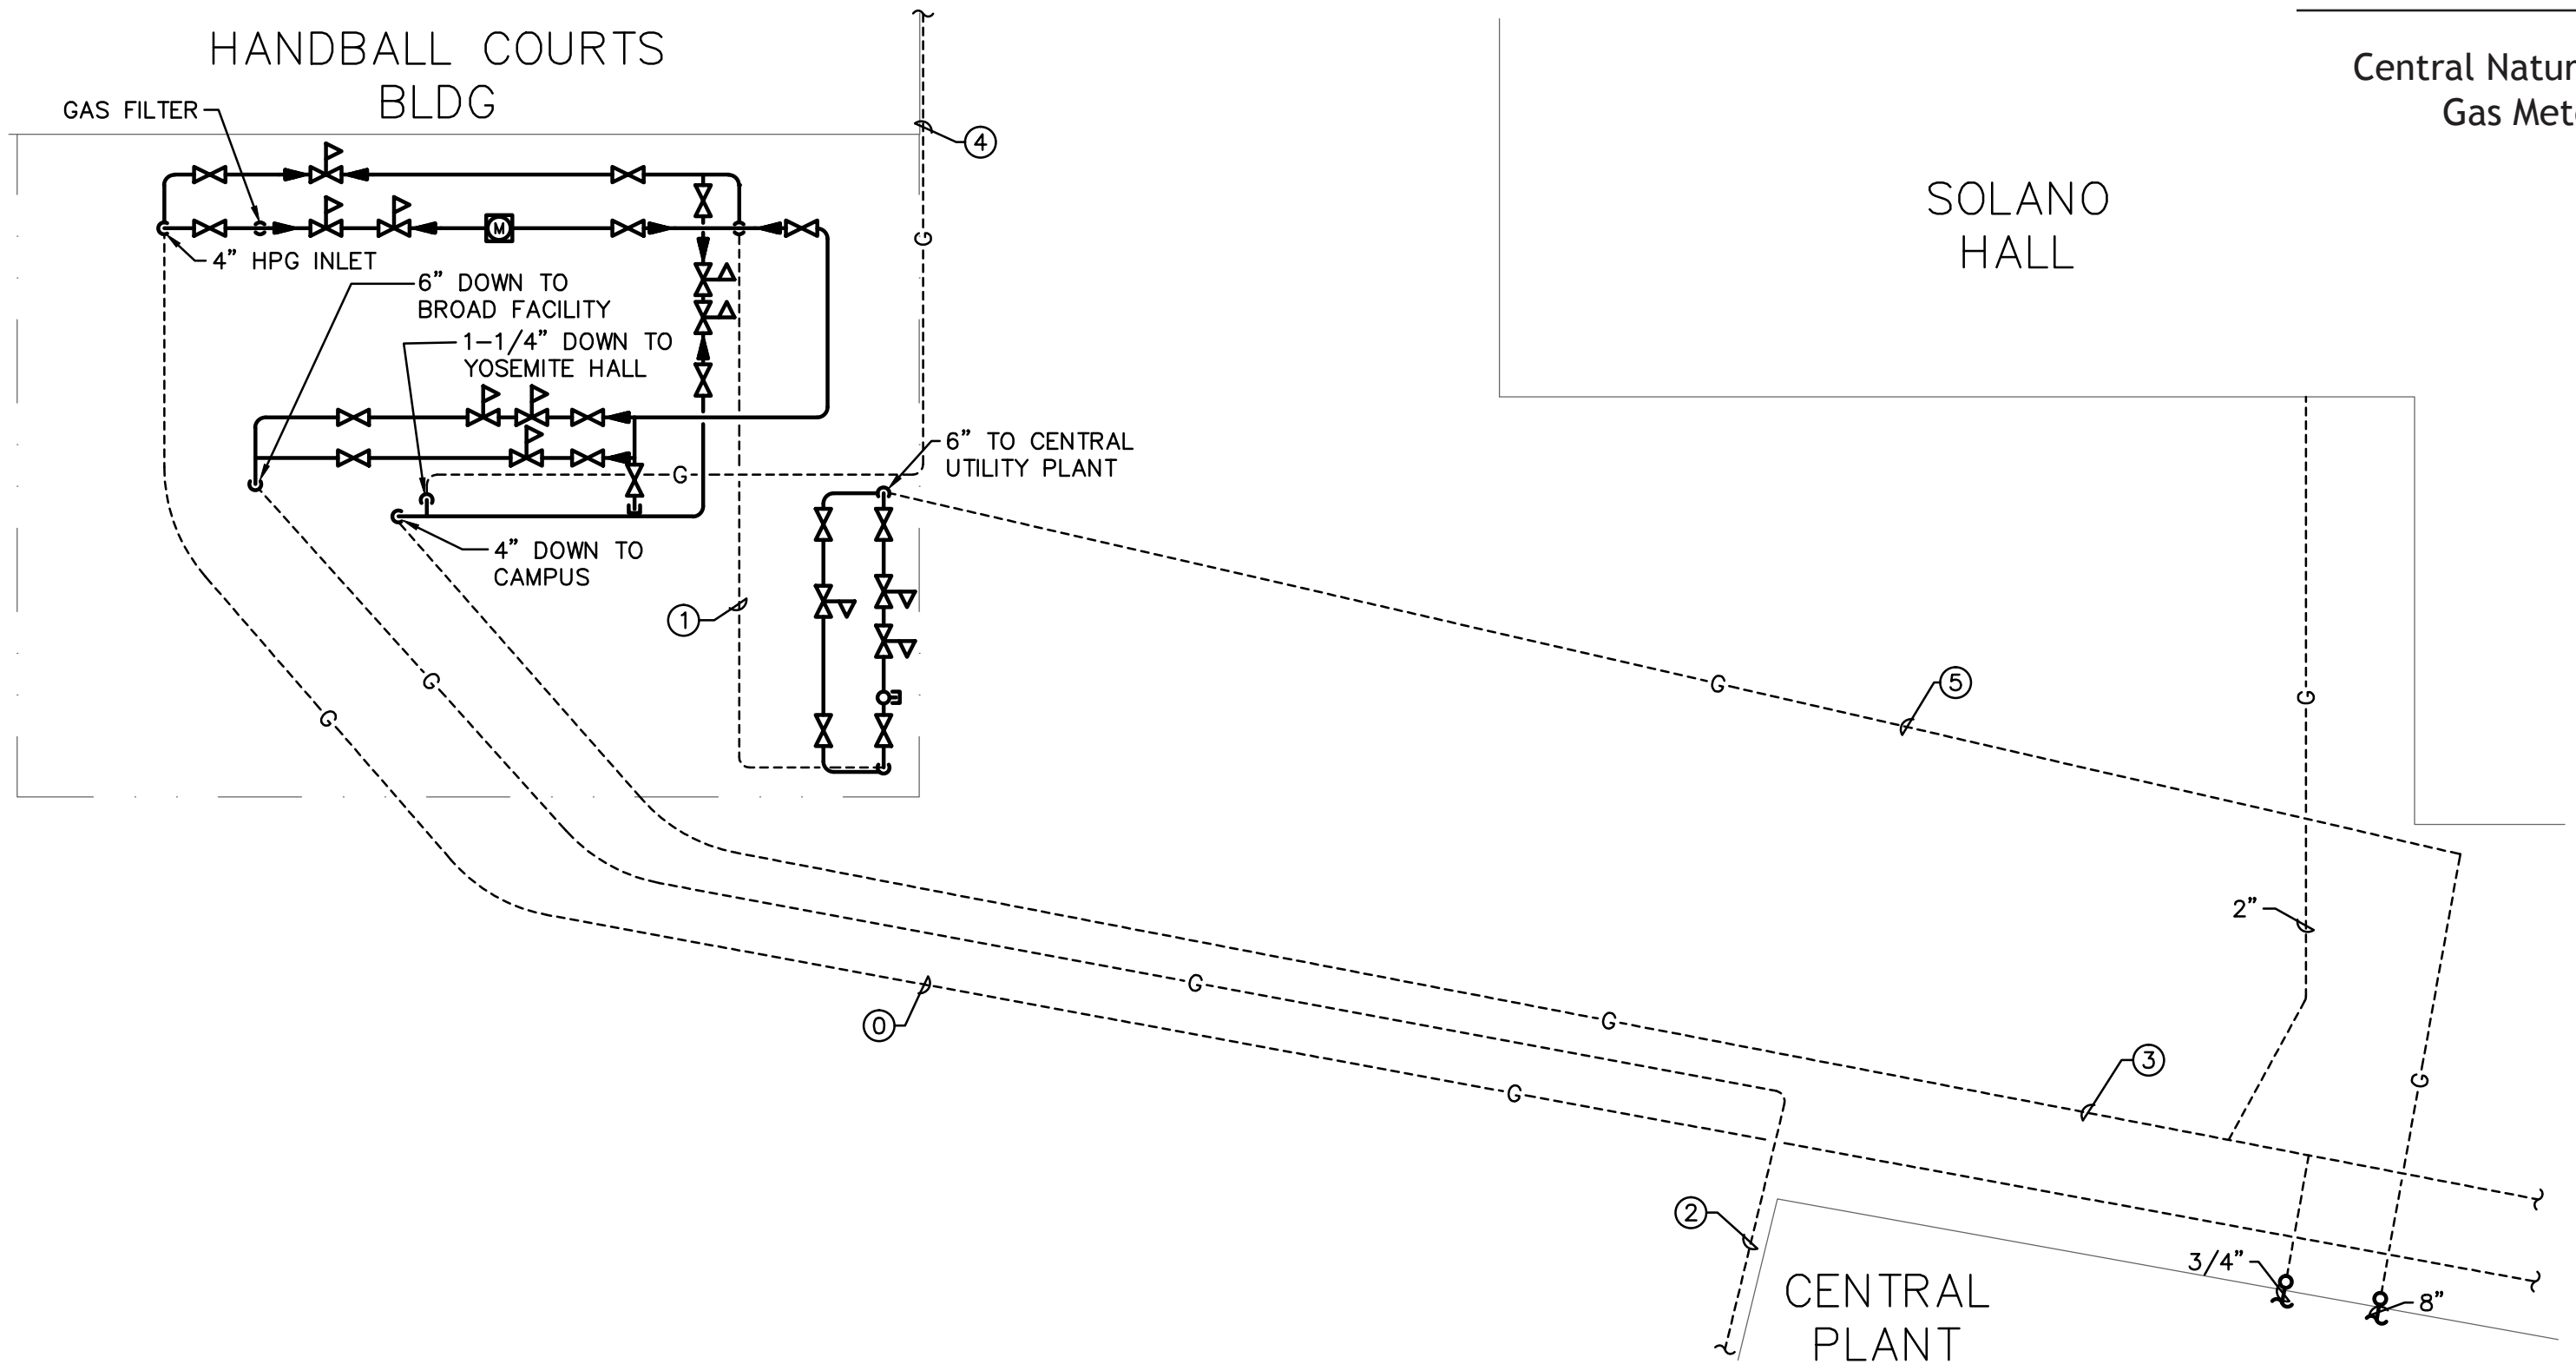 HANDBALL COURTS
BLDG
GAS FILTER
Central
Gas
4
SOLANO
HALL
M
G
4" HPG INLET
6" DOWN TO
BROAD FACILITY
1-1/4" DOWN TO
YOSEMITE HALL
6" TO CENTRAL
UTILITY PLANT
G
4" DOWN TO
CAMPUS
1
G
G
5
G
G
2"
G
0
G
3
G
G
2
3/4"
8"
CENTRAL
PLANT